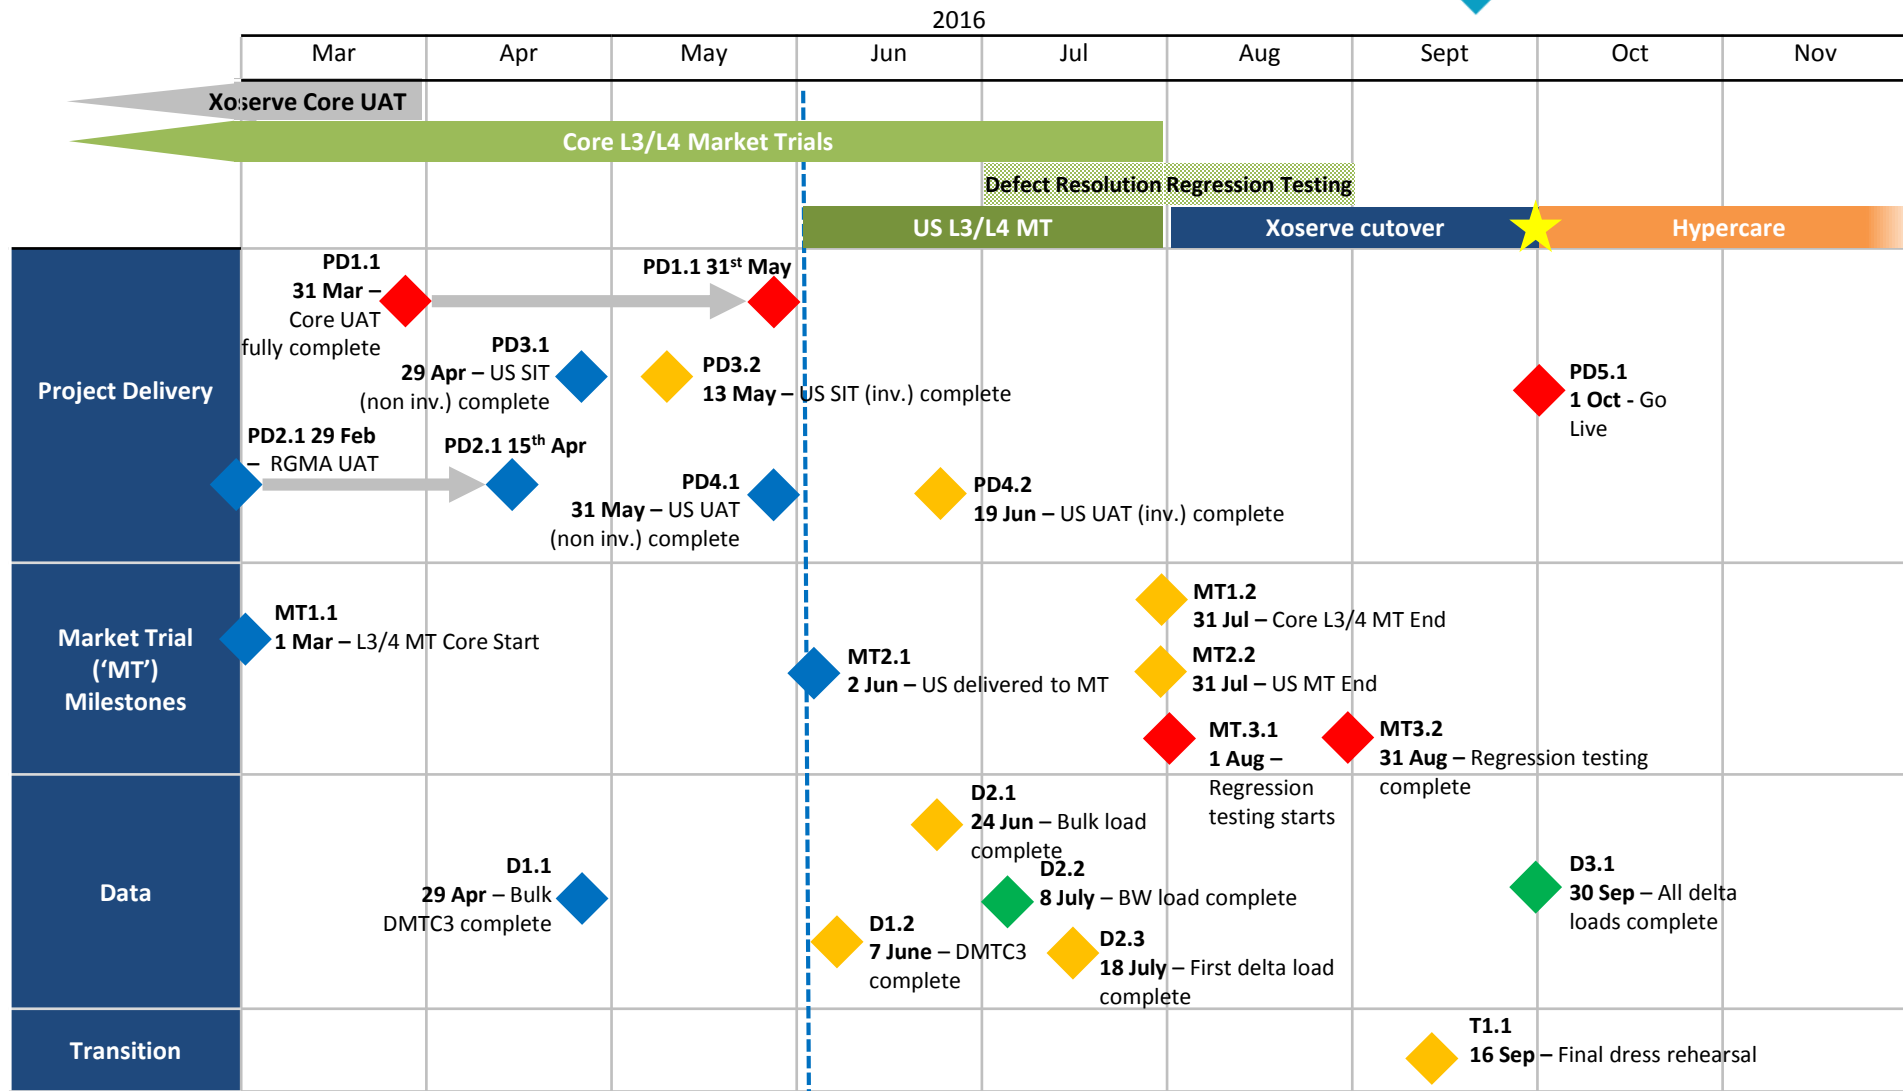 2016
Mar Apr May Jun Jul Aug Sept Oct Nov
Xoserve Core UAT
Core L3/L4 Market Trials
Defect Resolution Regression Testing
US L3/L4 MT
Xoserve cutover
Hypercare
Project Delivery
PD1.1
31 Mar –
Core UAT
fully complete
PD1.1 31st May
PD3.1
29 Apr – US SIT
(non inv.) complete
PD3.2
13 May – US SIT (inv.) complete
PD5.1
1 Oct - Go
Live
PD2.1 29 Feb
– RGMA UAT
PD2.1 15th Apr
PD4.1
31 May – US UAT
(non inv.) complete
PD4.2
19 Jun – US UAT (inv.) complete
Market Trial
(‘MT’)
Milestones
MT1.1
1 Mar – L3/4 MT Core Start
MT2.1
2 Jun – US delivered to MT
MT1.2
31 Jul – Core L3/4 MT End
MT2.2
31 Jul – US MT End
MT.3.1
1 Aug –
Regression
testing starts
MT3.2
31 Aug – Regression testing
complete
Data
D1.1
29 Apr – Bulk
DMTC3 complete
D2.1
24 Jun – Bulk load
complete
D2.2
8 July – BW load complete
D1.2
7 June – DMTC3
complete
D2.3
18 July – First delta load
complete
D3.1
30 Sep – All delta
loads complete
Transition
T1.1
16 Sep – Final dress rehearsal